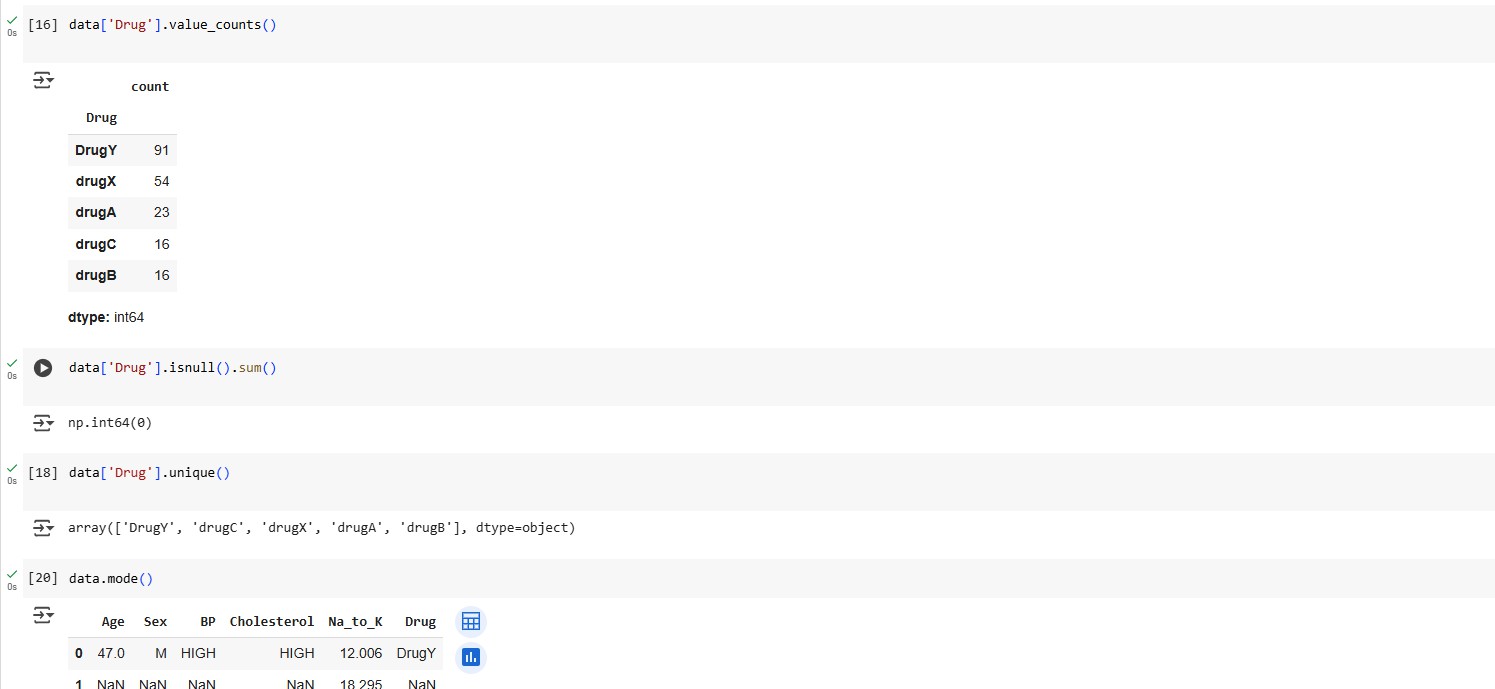 [16] data['Drug'].value_counts()
0s
count
Drug
DrugY 91
drugX 54
drugA 23
drugC 16
drugB 16
dtype: int64
data['Drug'].isnull().sum()
0s
np.int64(0)
[18] data['Drug'].unique()
0s
array(['DrugY', 'drugC', 'drugX', 'drugA', 'drugB'], dtype=object)
[20] data.mode()
0s
Age Sex BP Cholesterol Na_to_K Drug
0 47.0 M HIGH HIGH 12.006 DrugY
1 NaN NaN NaN NaN 18.295 NaN